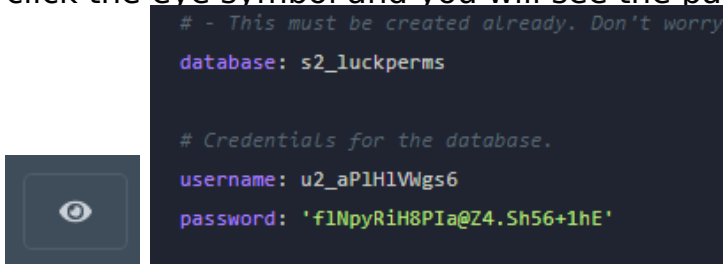 click the eye symbol and you will see the pa
# - This must be created already. Don't worry
database: s2_luckperms
# Credentials for the database.
username: u2_aPlHlVWgs6
password: 'flNpyRiH8PIa@Z4.Sh56+1hE'